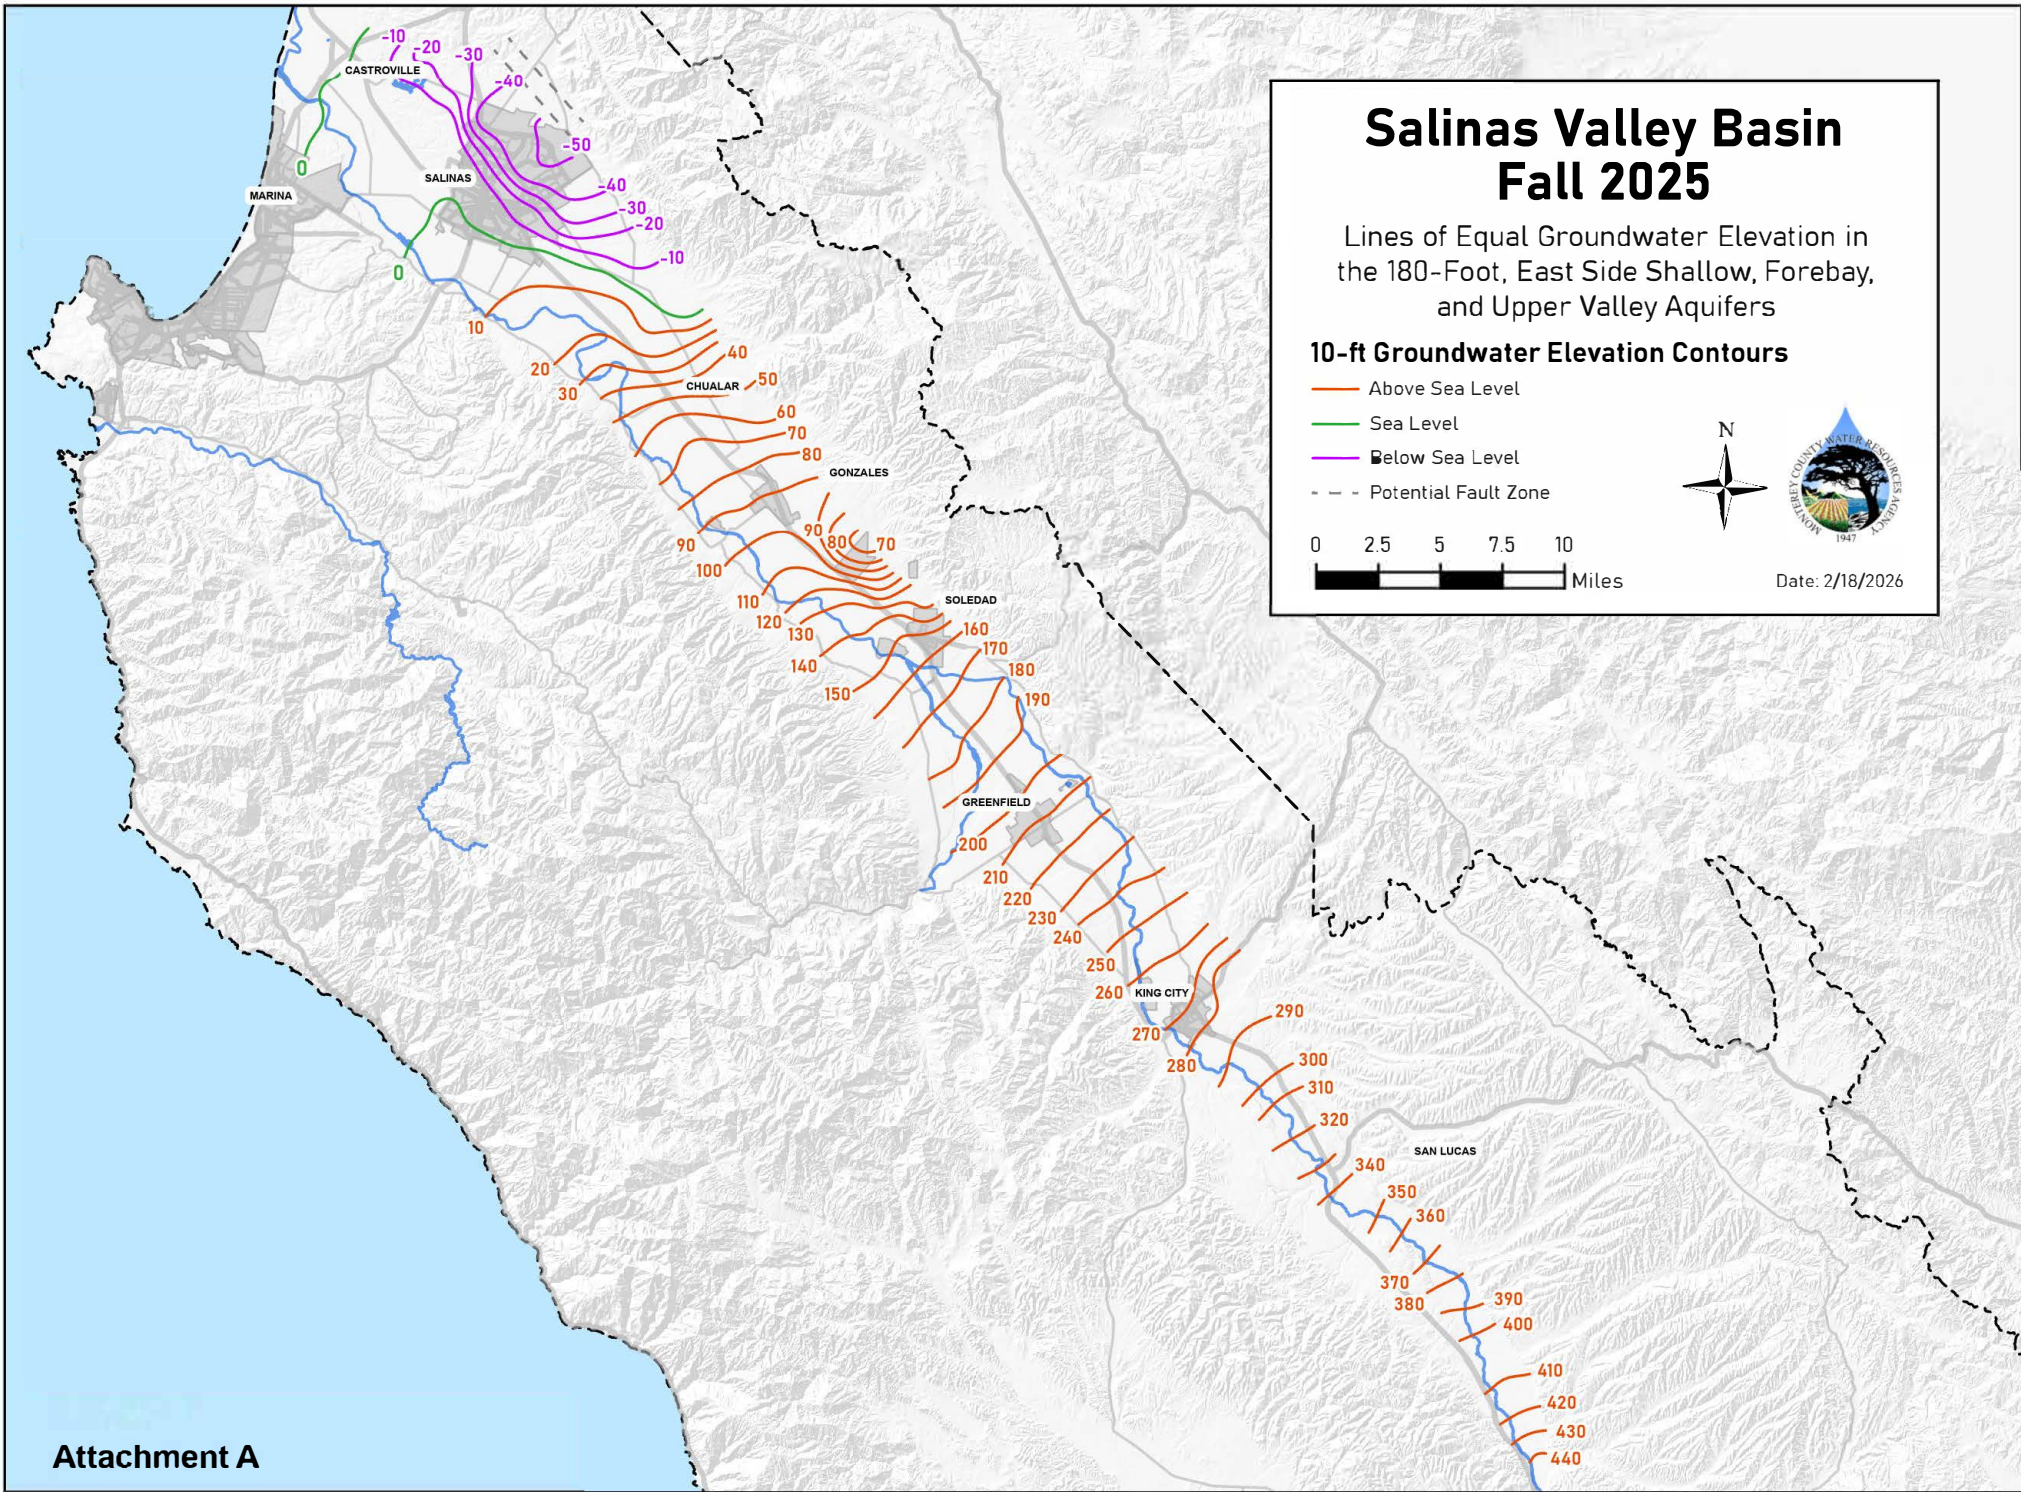 Salinas Valley Basin
Fall 2025
Lines of Equal Groundwater Elevation in
the 180-Foot, East Side Shallow, Forebay,
and Upper Valley Aquifers
10-ft Groundwater Elevation Contours
Above Sea Level
Sea Level
Below Sea Level
Potential Fault Zone
N
MONTEREY COUNTY WATER RESOURCES AGENCY
1947
0 2.5 5 7.5 10
Miles
Date: 2/18/2026
-10
-20
-30
CASTROVILLE
-40
-50
0
SALINAS
-40
MARINA
-30
-20
-10
0
10
40
20
50
CHUALAR
30
60
70
80
GONZALES
90
90
80
70
100
110
SOLEDAD
120
160
130
170
140
180
150
190
GREENFIELD
200
210
220
230
240
250
260
KING CITY
290
270
300
280
310
320
SAN LUCAS
340
350
360
370
390
380
400
410
420
430
440
Attachment A